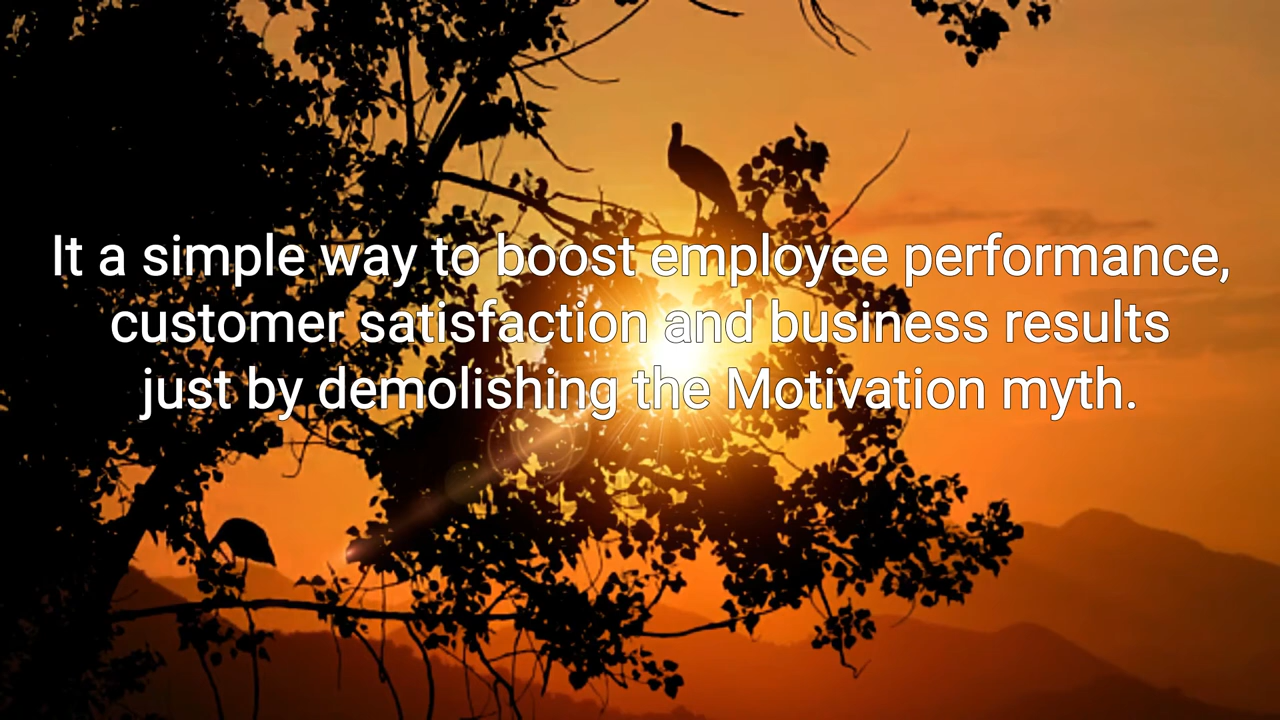 It a simple way to boost employee performance,
customer satisfaction and business results
just by demolishing the Motivation myth.